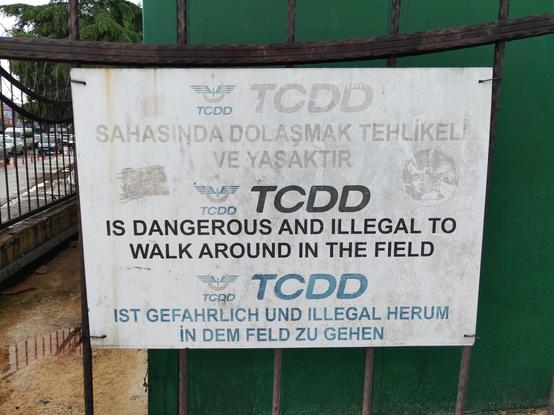 TCDD TCDD
SAHASINDA DOLAŞMAK TEHLİKELİ
VE YASAKTIR
TCDD TCDD
IS DANGEROUS AND ILLEGAL TO
WALK AROUND IN THE FIELD
TCDD TCDD
IST GEFAHRLICH UND ILLEGAL HERUM
İN DEM FELD ZU GEHEN